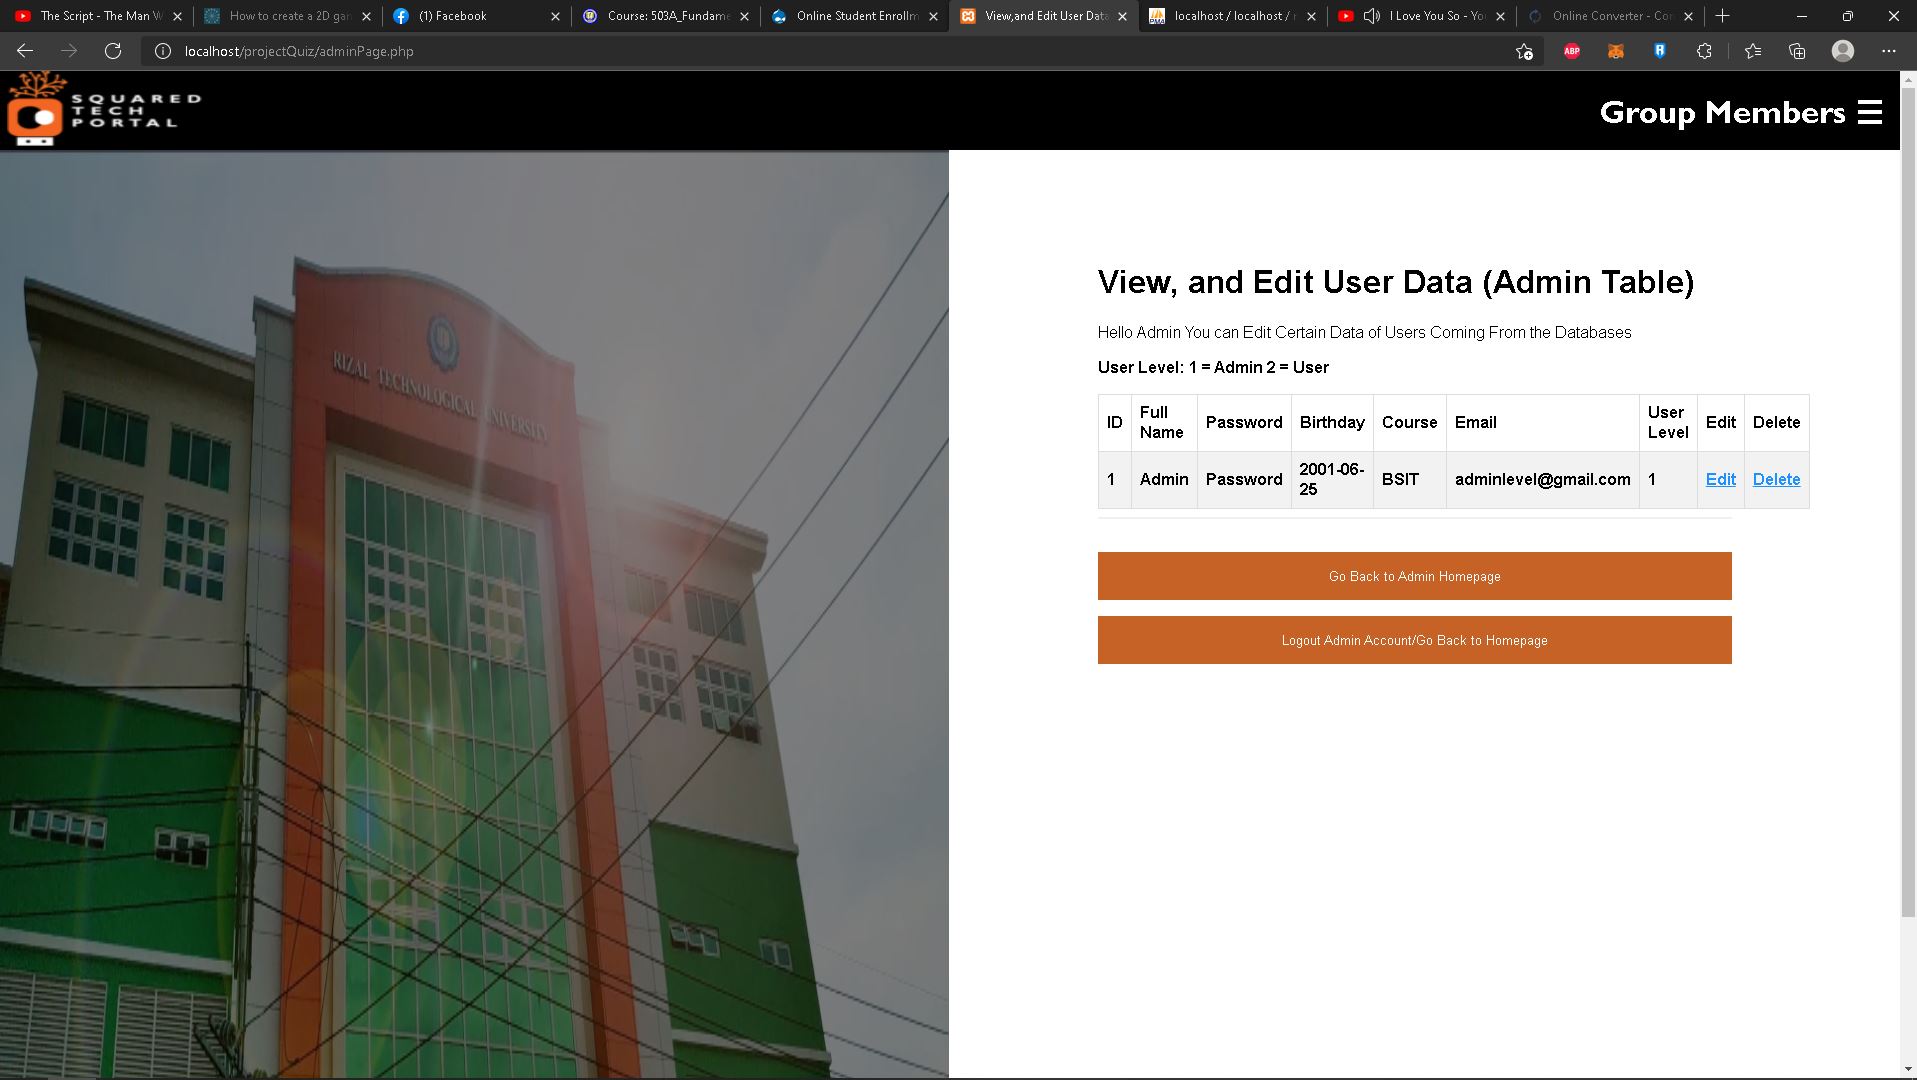 The Script - The Man W
How to create a 2D gan
(1) Facebook
Course: 503A_Fundame
Online Student Enrollm
View,and Edit User Data
localhost / localhost /
I Love You So - Yo
Online Converter - Con
localhost/projectQuiz/adminPage.php
ABP
SQUARED
TECH
PORTAL
Group Members
RIZAL TECHNOLOGICAL UNIVERSITY
View, and Edit User Data (Admin Table)
Hello Admin You can Edit Certain Data of Users Coming From the Databases
User Level: 1 = Admin 2 = User
ID Full Name Password Birthday Course Email User Level Edit Delete
1 Admin Password 2001-06-25 BSIT adminlevel@gmail.com 1 Edit Delete
Go Back to Admin Homepage
Logout Admin Account/Go Back to Homepage